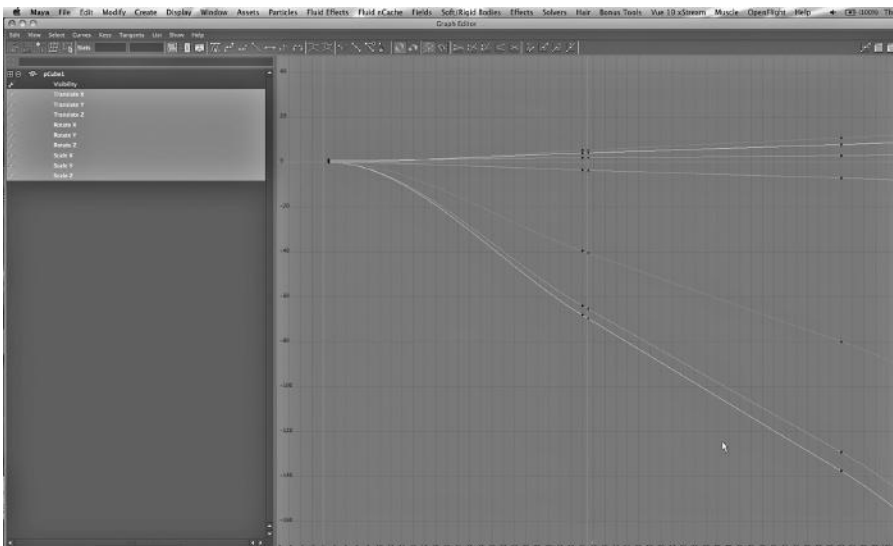 Maya File Edit Modify Create Display Window Assets Particles Fluid Effects Fluid nCache Fields Soft/Rigid Bodies Effects Solvers Hair Bonus Tools Vue 10 xStream Muscle OpenFlight Help (100%)
Graph Editor
Edit View Select Curves Keys Tangents List Show Help
Stats
pCube1
Visibility
Translate X
Translate Y
Translate Z
Rotate X
Rotate Y
Rotate Z
Scale X
Scale Y
Scale Z
40
20
0
-20
-40
-60
-80
-100
-120
-140
-160